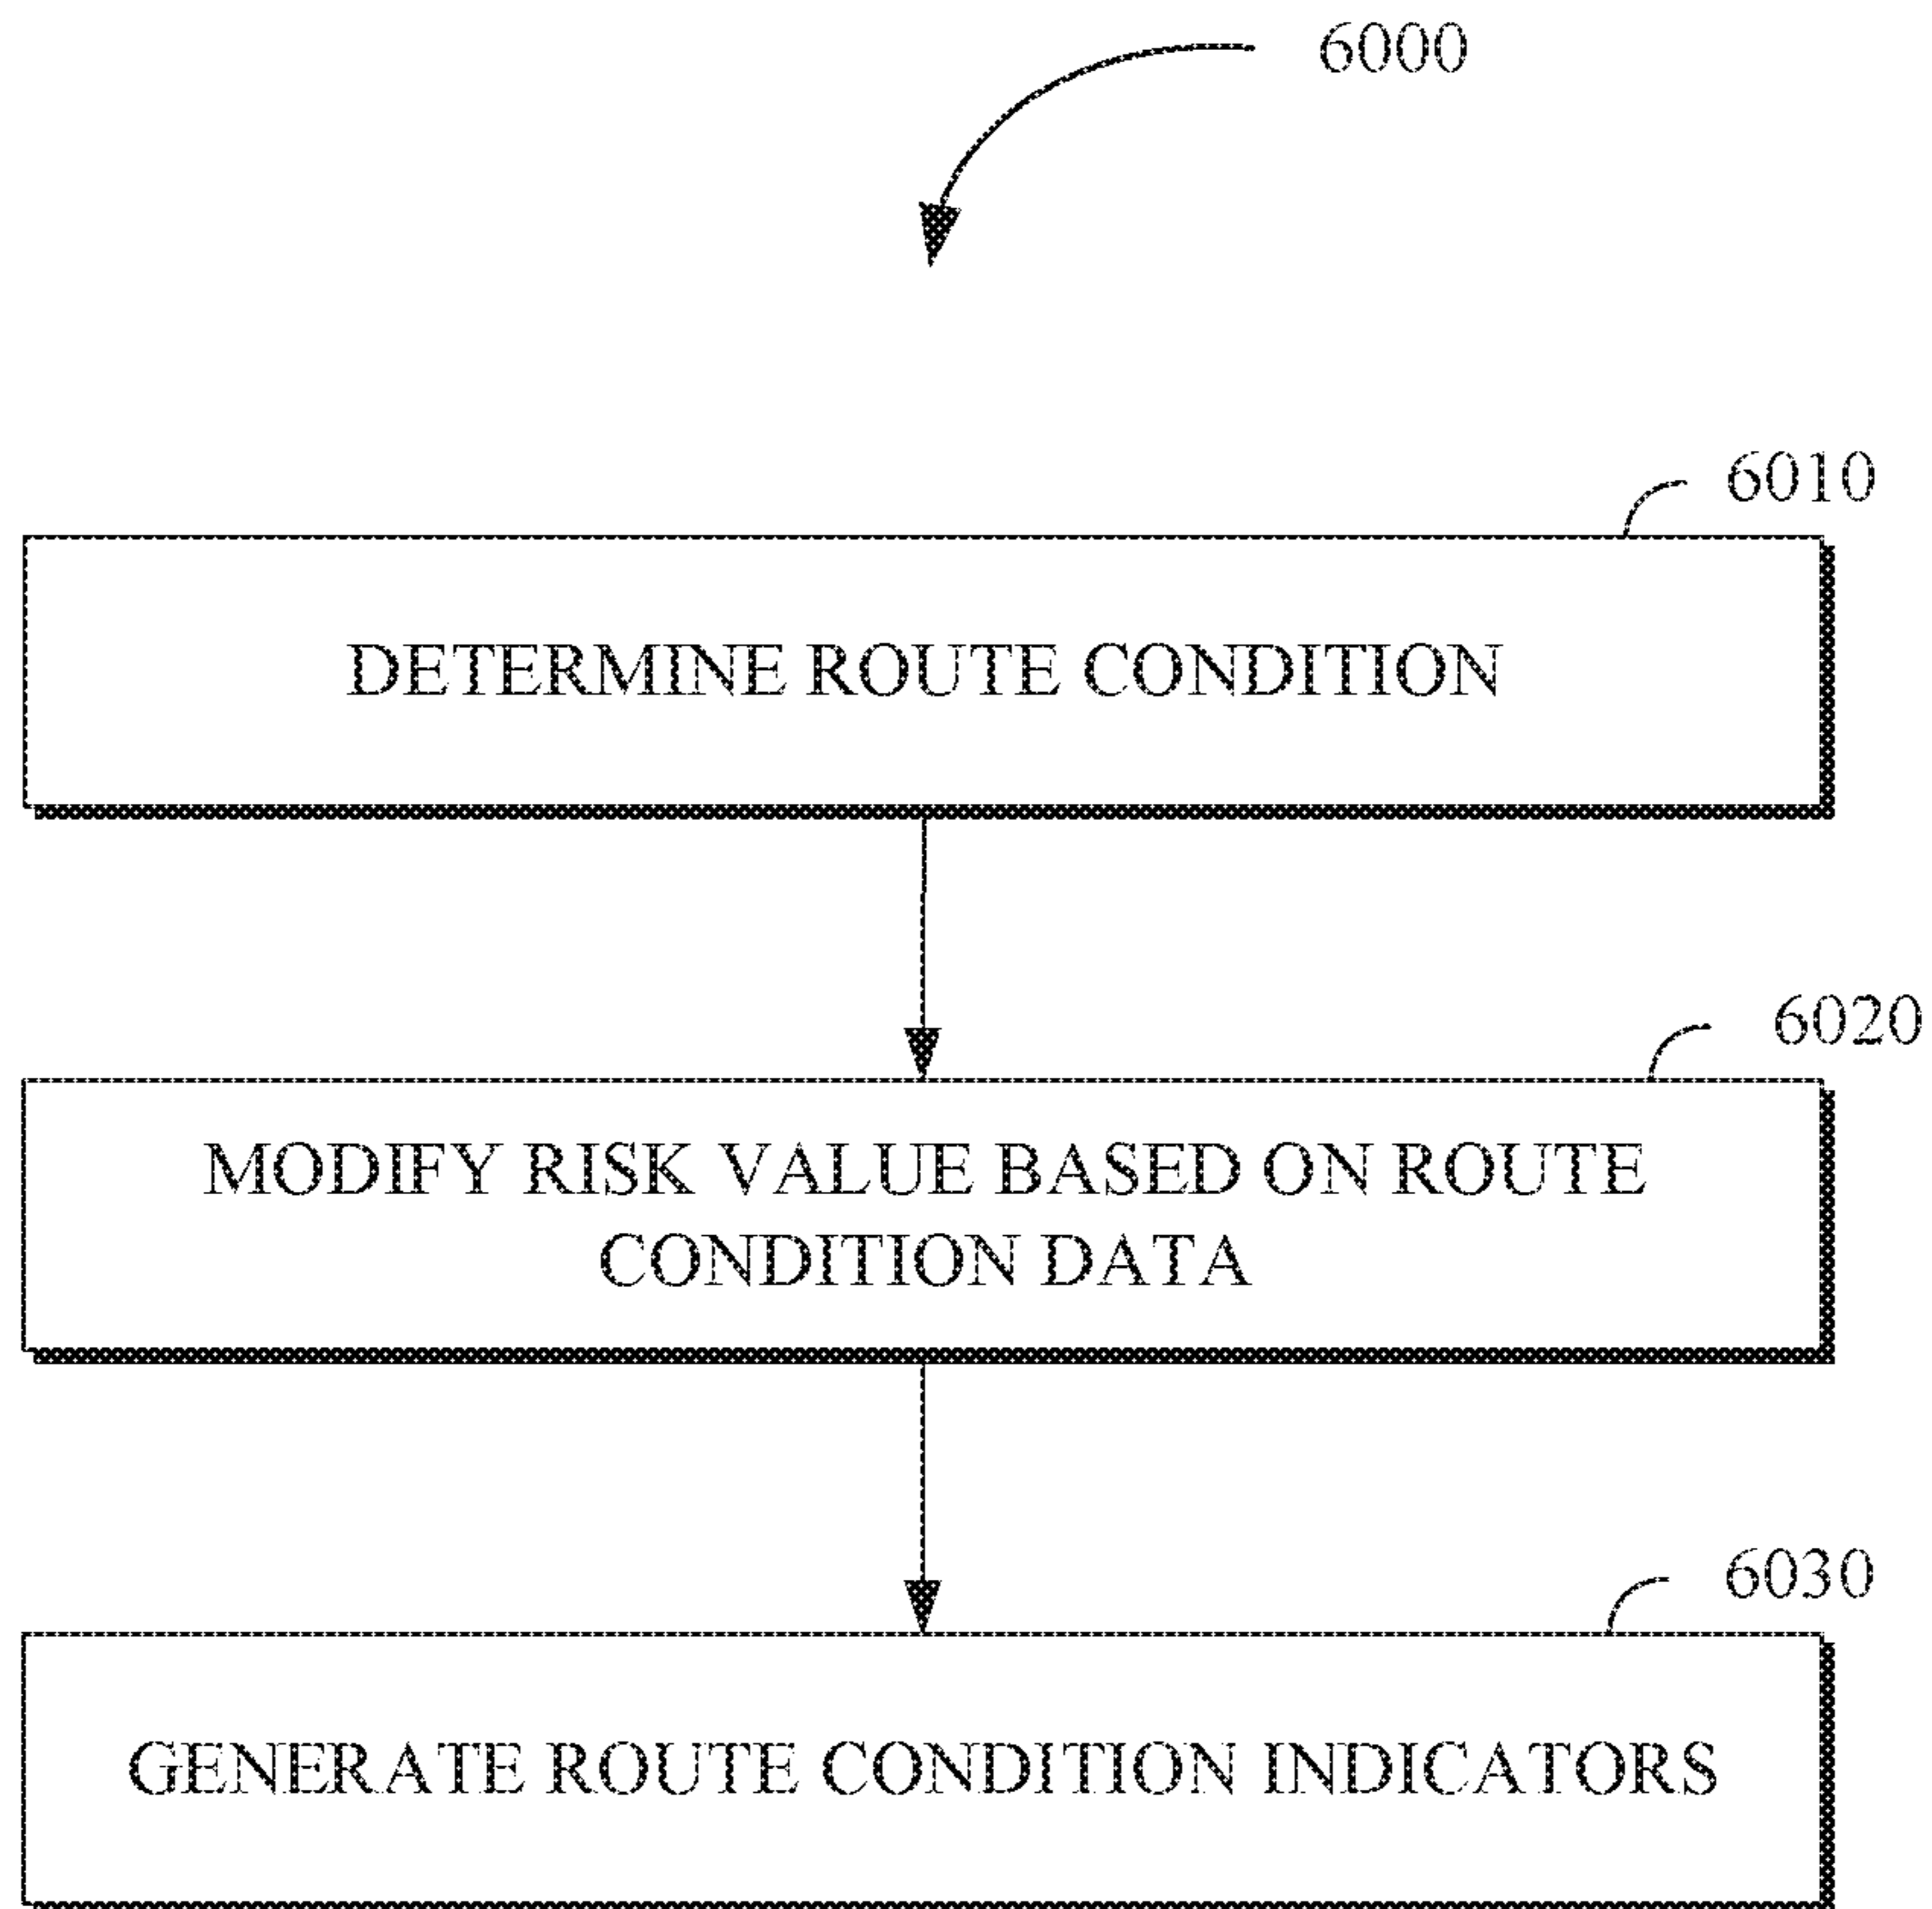 6000
6010
DETERMINE ROUTE CONDITION
6020
MODIFY RISK VALUE BASED ON ROUTE
CONDITION DATA
6030
GENERATE ROUTE CONDITION INDICATORS